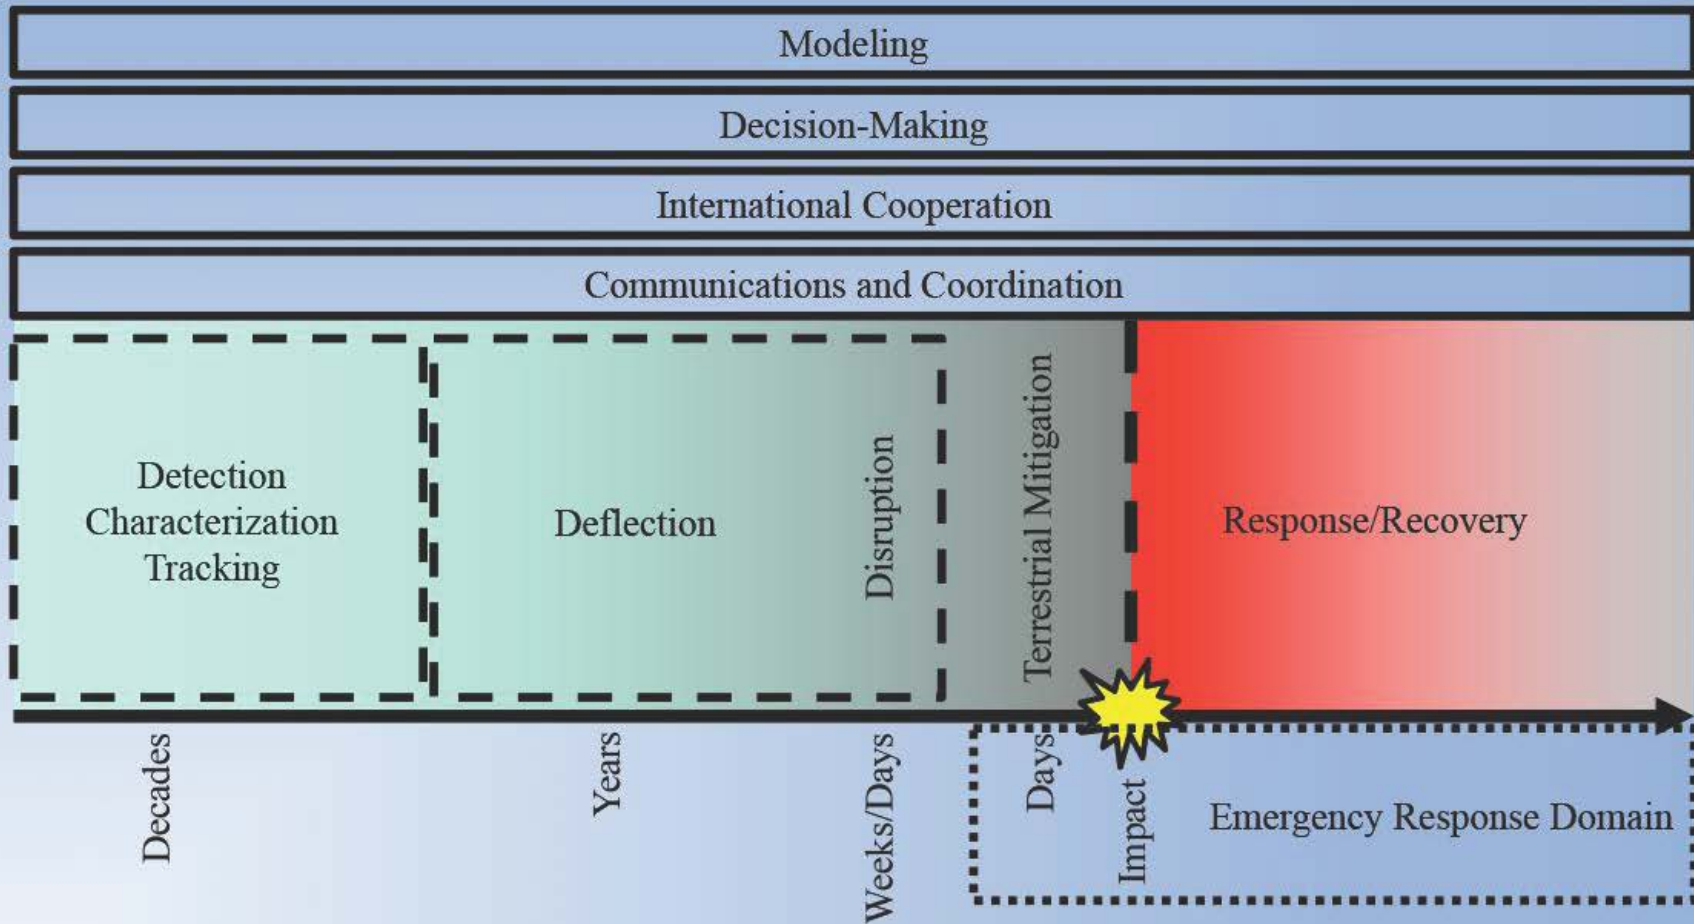 Modeling
Decision-Making
International Cooperation
Communications and Coordination
Detection
Characterization
Tracking
Deflection
Disruption
Terrestrial Mitigation
Response/Recovery
Decades
Years
Weeks/Days
Days
Impact
Emergency Response Domain